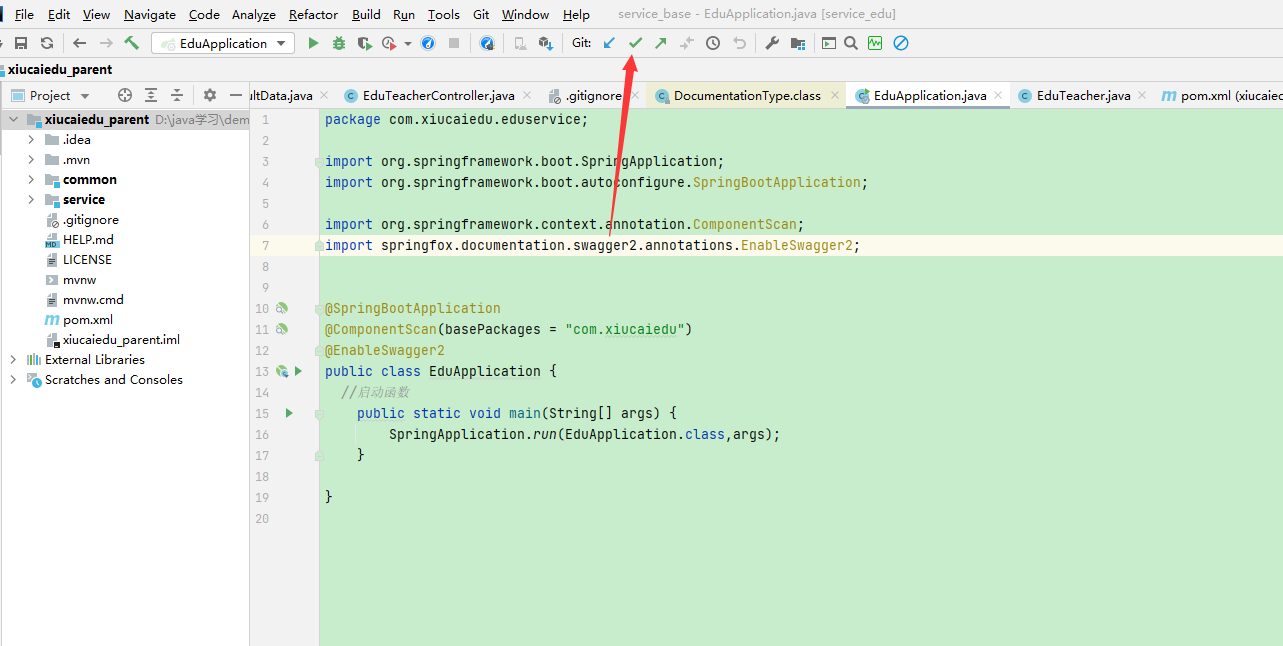 File Edit View Navigate Code Analyze Refactor Build Run Tools Git Window Help service_base - EduApplication.java [service_edu]
EduApplication Git:
xiucaiedu_parent
Project ultData.java EduTeacherController.java .gitignore DocumentationType.class EduApplication.java EduTeacher.java pom.xml (xiucaied
xiucaiedu_parent D:\java学习\dem
.idea
.mvn
common
service
.gitignore
HELP.md
LICENSE
mvnw
mvnw.cmd
pom.xml
xiucaiedu_parent.iml
External Libraries
Scratches and Consoles
1 package com.xiucaiedu.eduservice;
2
3 import org.springframework.boot.SpringApplication;
4 import org.springframework.boot.autoconfigure.SpringBootApplication;
5
6 import org.springframework.context.annotation.ComponentScan;
7 import springfox.documentation.swagger2.annotations.EnableSwagger2;
8
9
10 @SpringBootApplication
11 @ComponentScan(basePackages = "com.xiucaiedu")
12 @EnableSwagger2
13 public class EduApplication {
14 //启动函数
15 public static void main(String[] args) {
16 SpringApplication.run(EduApplication.class,args);
17 }
18
19 }
20